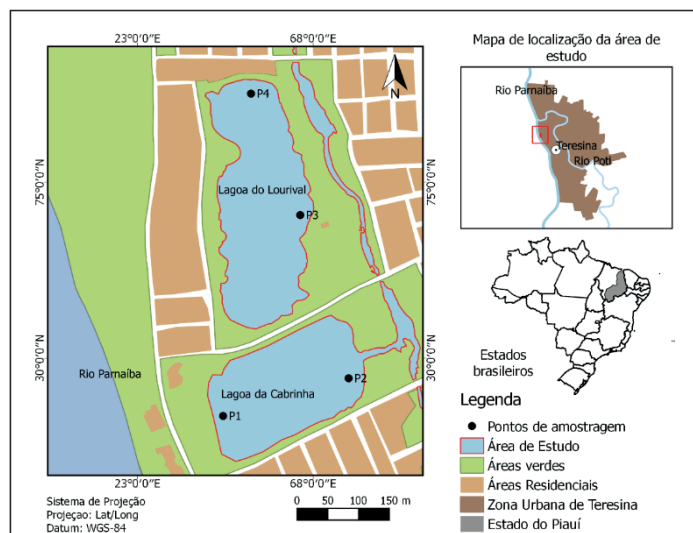 23°0'0"O
68°0'0"O
75°0'0"N
30°0'0"N
N
P4
Lagoa do Lourival
P3
Rio Parnaíba
P2
Lagoa da Cabrinha
P1
75°0'0"N
30°0'0"N
23°0'0"O
68°0'0"O
Sistema de Projeção
Projeçao: Lat/Long
Datum: WGS-84
0 50 100 150 m
Mapa de localização da área de
estudo
Rio Parnaíba
Teresina
Rio Poti
Estados
brasileiros
Legenda
Pontos de amostragem
Área de Estudo
Áreas verdes
Áreas Residenciais
Zona Urbana de Teresina
Estado do Piauí